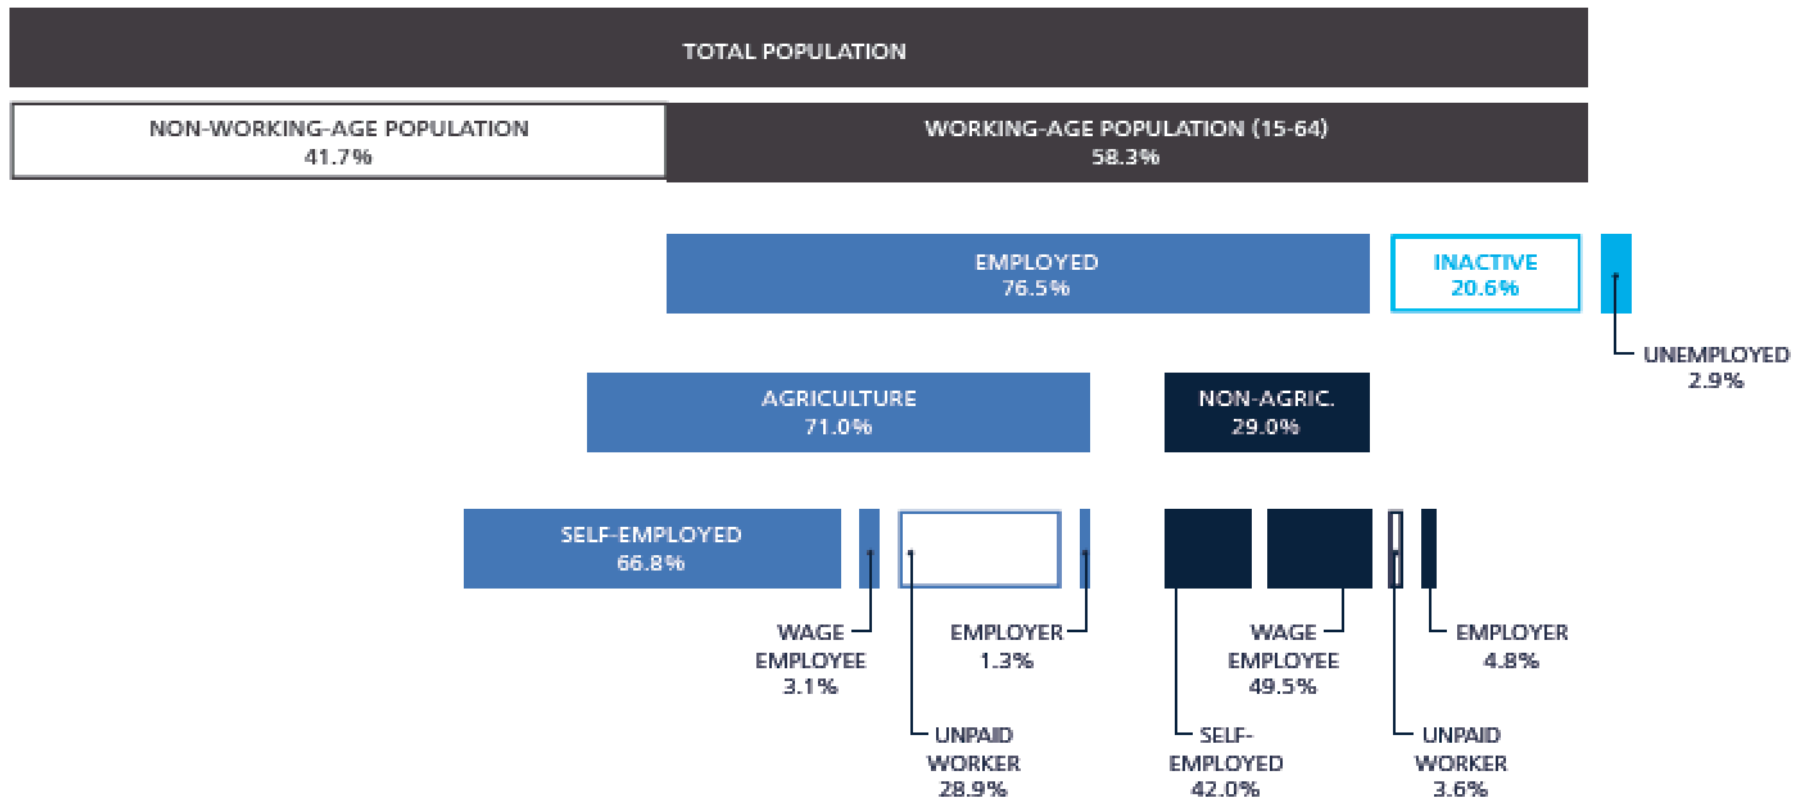 TOTAL POPULATION
NON-WORKING-AGE POPULATION
41.7%
WORKING-AGE POPULATION (15-64)
58.3%
EMPLOYED
76.5%
INACTIVE
20.6%
UNEMPLOYED
2.9%
AGRICULTURE
71.0%
NON-AGRIC.
29.0%
SELF-EMPLOYED
66.8%
WAGE
EMPLOYEE
3.1%
EMPLOYER
1.3%
WAGE
EMPLOYEE
49.5%
EMPLOYER
4.8%
UNPAID
WORKER
28.9%
SELF-
EMPLOYED
42.0%
UNPAID
WORKER
3.6%